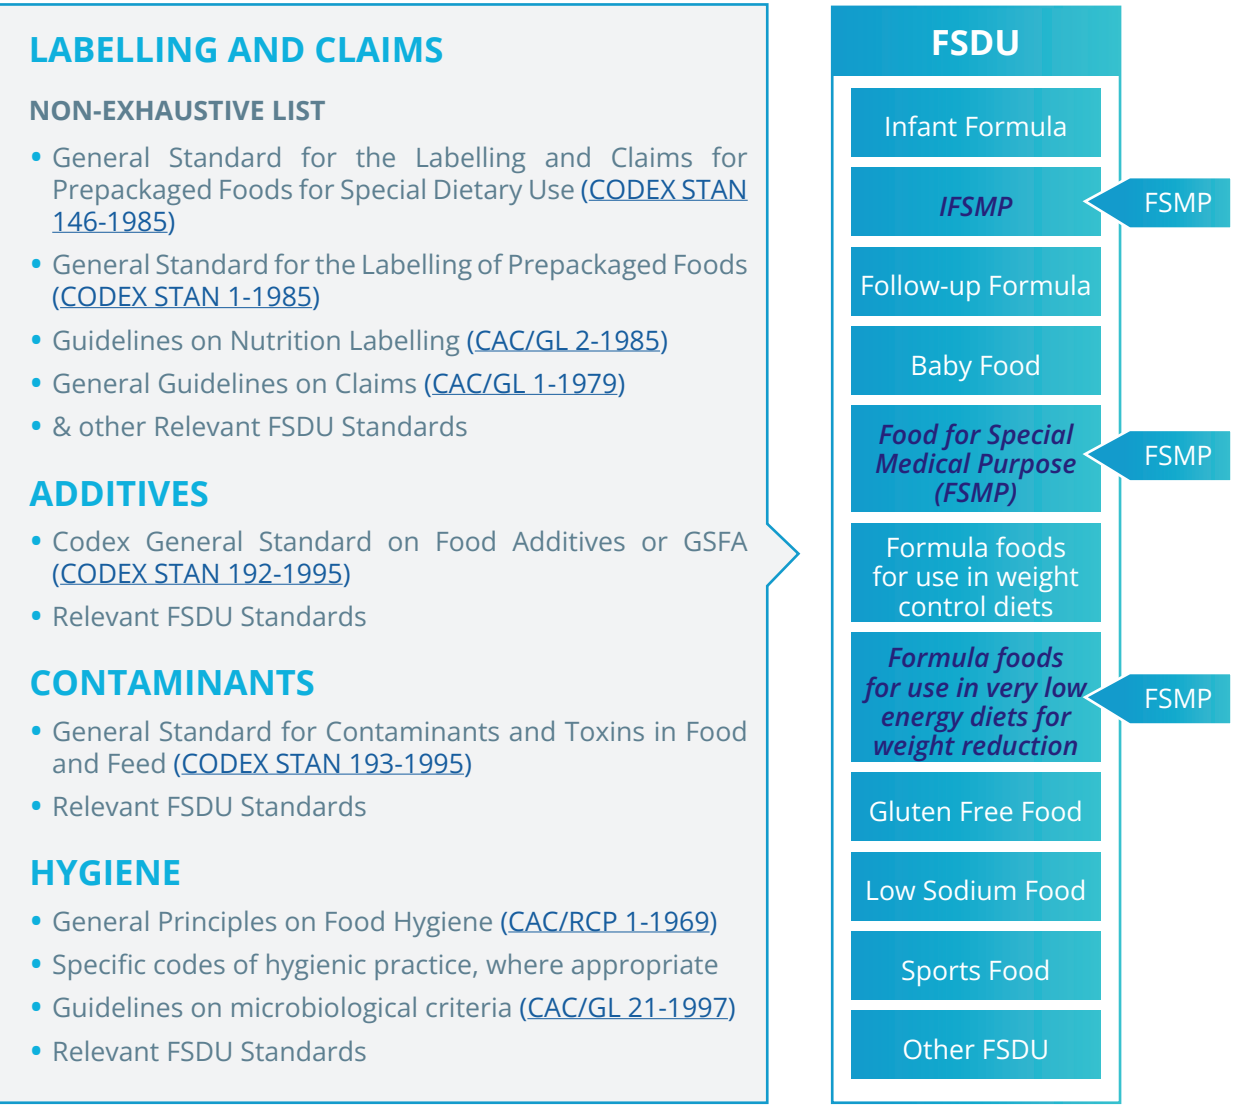 LABELLING AND CLAIMS
NON-EXHAUSTIVE LIST
• General Standard for the Labelling and Claims for
Prepackaged Foods for Special Dietary Use (CODEX STAN
146-1985)
• General Standard for the Labelling of Prepackaged Foods
(CODEX STAN 1-1985)
• Guidelines on Nutrition Labelling (CAC/GL 2-1985)
• General Guidelines on Claims (CAC/GL 1-1979)
• & other Relevant FSDU Standards
ADDITIVES
• Codex General Standard on Food Additives or GSFA
(CODEX STAN 192-1995)
• Relevant FSDU Standards
CONTAMINANTS
• General Standard for Contaminants and Toxins in Food
and Feed (CODEX STAN 193-1995)
• Relevant FSDU Standards
HYGIENE
• General Principles on Food Hygiene (CAC/RCP 1-1969)
• Specific codes of hygienic practice, where appropriate
• Guidelines on microbiological criteria (CAC/GL 21-1997)
• Relevant FSDU Standards
FSDU
Infant Formula
IFSMP
FSMP
Follow-up Formula
Baby Food
Food for Special
Medical Purpose
(FSMP)
FSMP
Formula foods
for use in weight
control diets
Formula foods
for use in very low
energy diets for
weight reduction
FSMP
Gluten Free Food
Low Sodium Food
Sports Food
Other FSDU